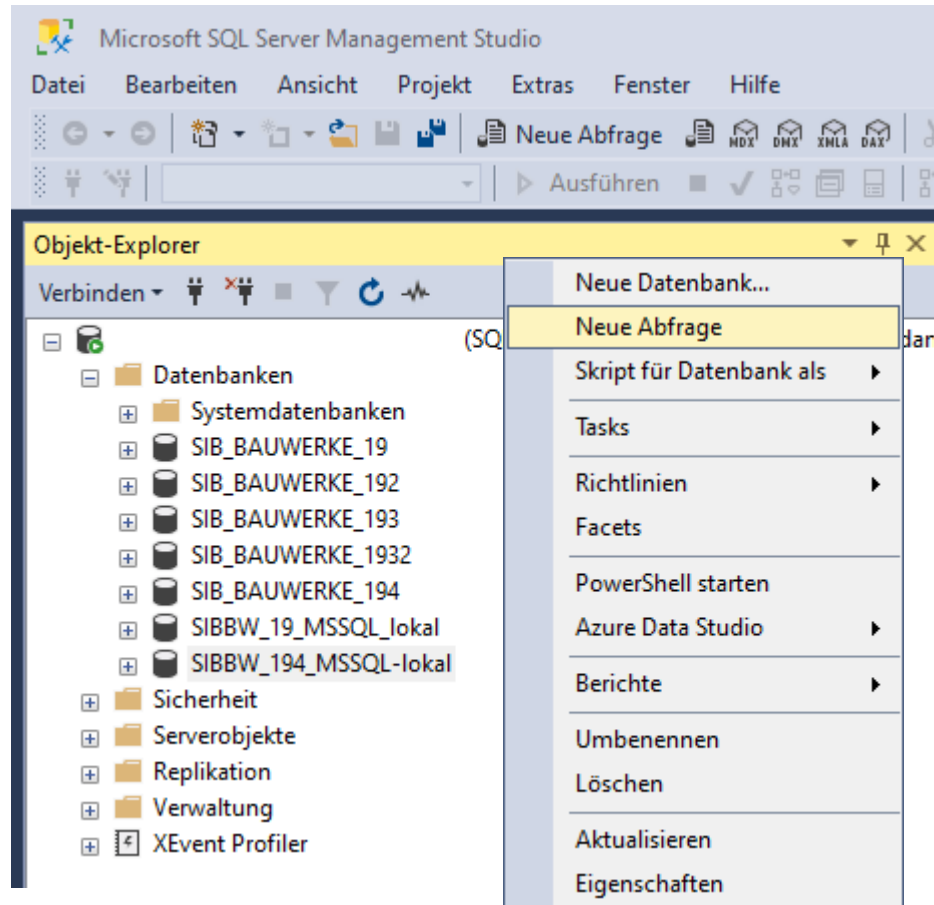 Microsoft SQL Server Management Studio
Datei Bearbeiten Ansicht Projekt Extras Fenster Hilfe
Neue Abfrage MDX DMX XMLA DAX
Ausführen
Objekt-Explorer
Verbinden
(SQ
Datenbanken
Systemdatenbanken
SIB_BAUWERKE_19
SIB_BAUWERKE_192
SIB_BAUWERKE_193
SIB_BAUWERKE_1932
SIB_BAUWERKE_194
SIBBW_19_MSSQL_lokal
SIBBW_194_MSSQL-lokal
Sicherheit
Serverobjekte
Replikation
Verwaltung
XEvent Profiler
Neue Datenbank...
Neue Abfrage
Skript für Datenbank als
Tasks
Richtlinien
Facets
PowerShell starten
Azure Data Studio
Berichte
Umbenennen
Löschen
Aktualisieren
Eigenschaften